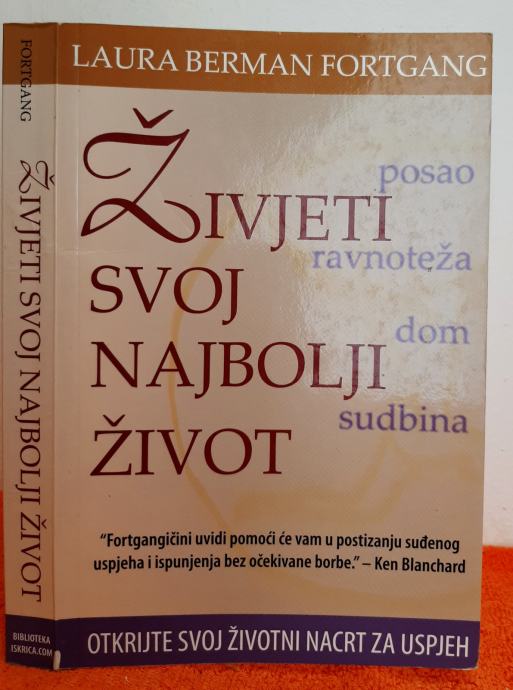 LAURA BERMAN FORTGANG
posao
ŽIVJETI
ravnoteža
SVOJ
dom
NAJBOLJI
sudbina
ŽIVOT
“Fortgangičini uvidi pomoći će vam u postizanju suđenog
uspjeha i ispunjenja bez očekivane borbe.” – Ken Blanchard
OTKRIJTE SVOJ ŽIVOTNI NACRT ZA USPJEH
FORTGANG
ŽIVJETI SVOJ NAJBOLJI ŽIVOT
BIBLIOTEKA
ISKRICA.COM